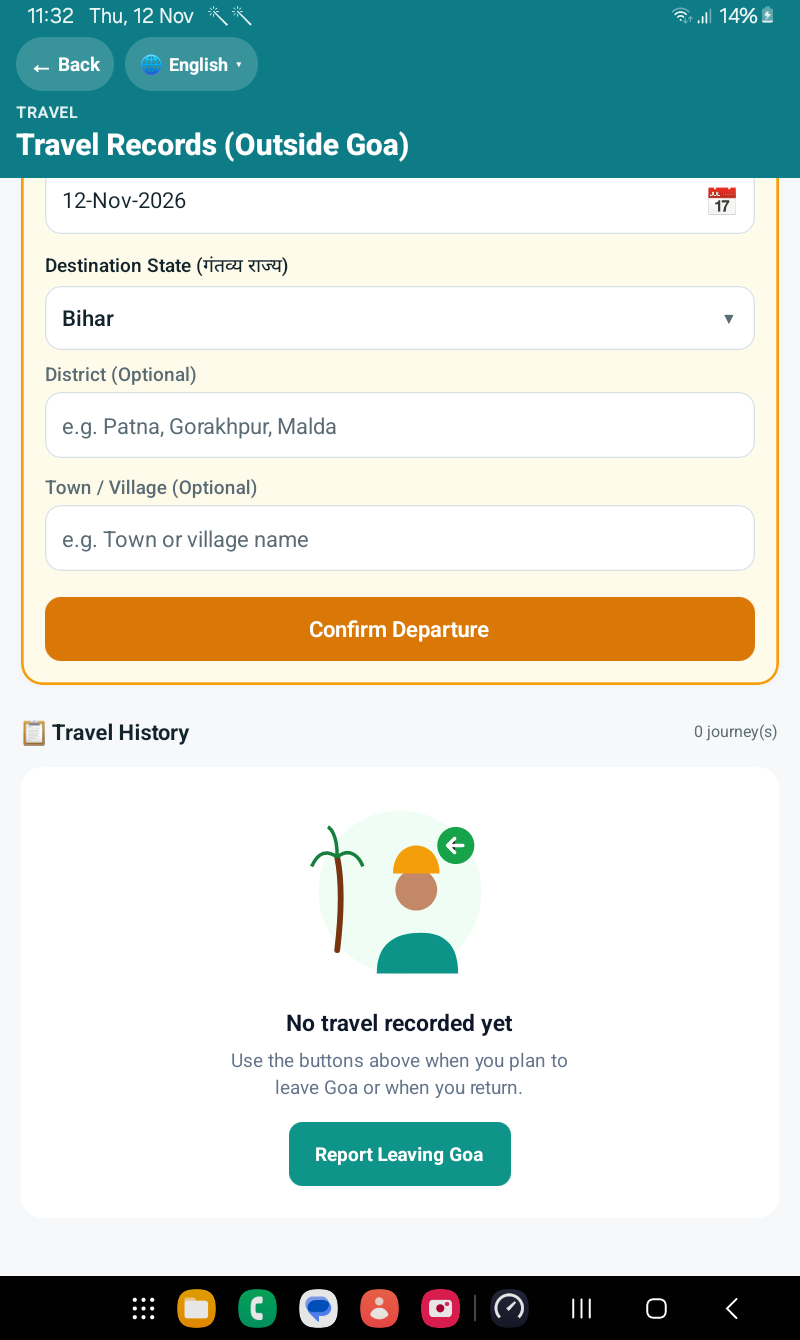 11:32 Thu, 12 Nov 14%
← Back
English ▾
TRAVEL
Travel Records (Outside Goa)
12-Nov-2026
JUL
17
Destination State (गंतव्य राज्य)
Bihar ▼
District (Optional)
e.g. Patna, Gorakhpur, Malda
Town / Village (Optional)
e.g. Town or village name
Confirm Departure
Travel History
0 journey(s)
No travel recorded yet
Use the buttons above when you plan to
leave Goa or when you return.
Report Leaving Goa